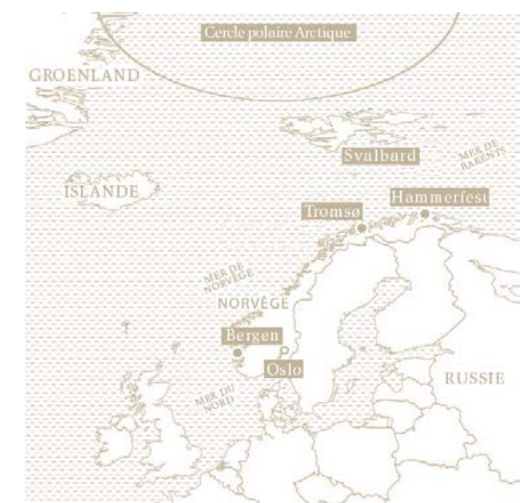 Cercle polaire Arctique
GROENLAND
MER DE
BARENTS
Svalbard
ISLANDE
Hammerfest
Tromsø
MER DE
NORVÈGE
NORVÈGE
Bergen
Oslo
RUSSIE
MER DU
NORD